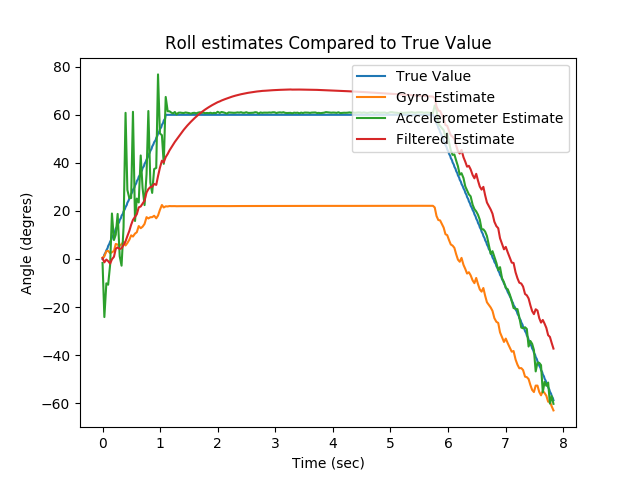 Roll estimates Compared to True Value
True Value
Gyro Estimate
Accelerometer Estimate
Filtered Estimate
Angle (degres)
80
60
40
20
0
−20
−40
−60
0 1 2 3 4 5 6 7 8
Time (sec)